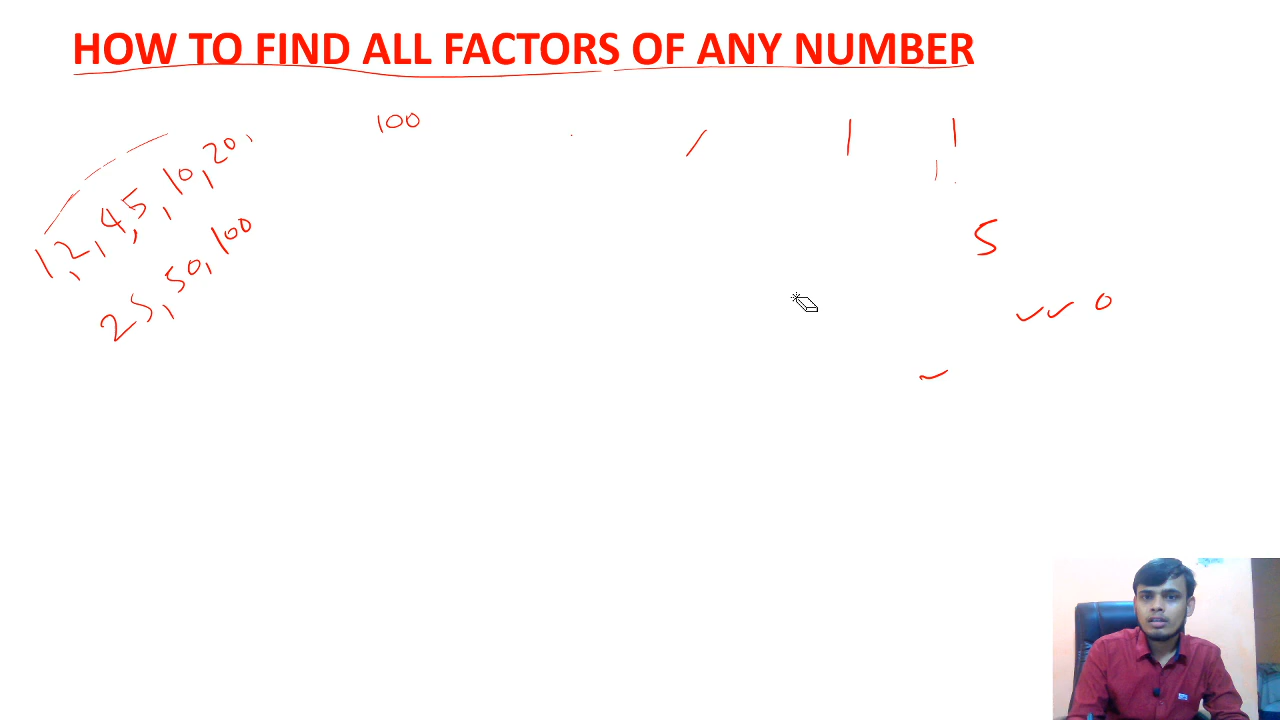 HOW TO FIND ALL FACTORS OF ANY NUMBER
100
1, 2, 4, 5, 10, 20,
25, 50, 100
5
0